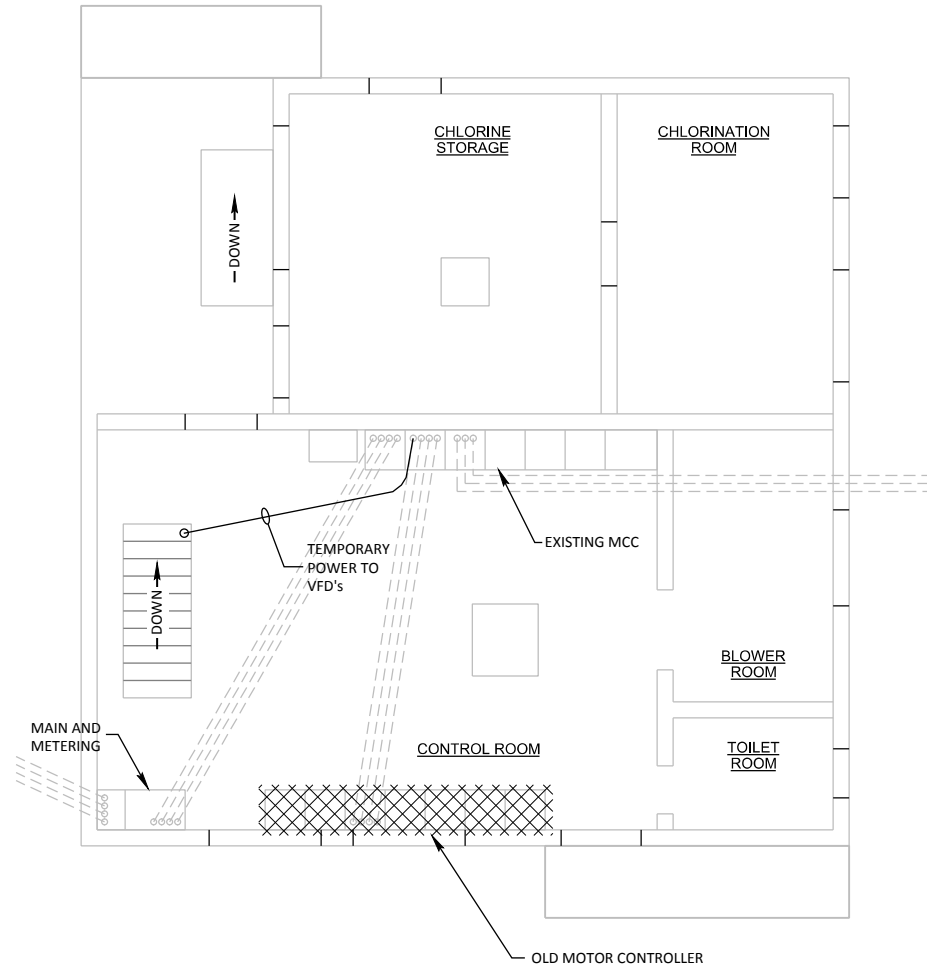 CHLORINE
STORAGE
CHLORINATION
ROOM
DOWN
EXISTING MCC
TEMPORARY
POWER TO
VFD's
DOWN
BLOWER
ROOM
MAIN AND
METERING
CONTROL ROOM
TOILET
ROOM
OLD MOTOR CONTROLLER